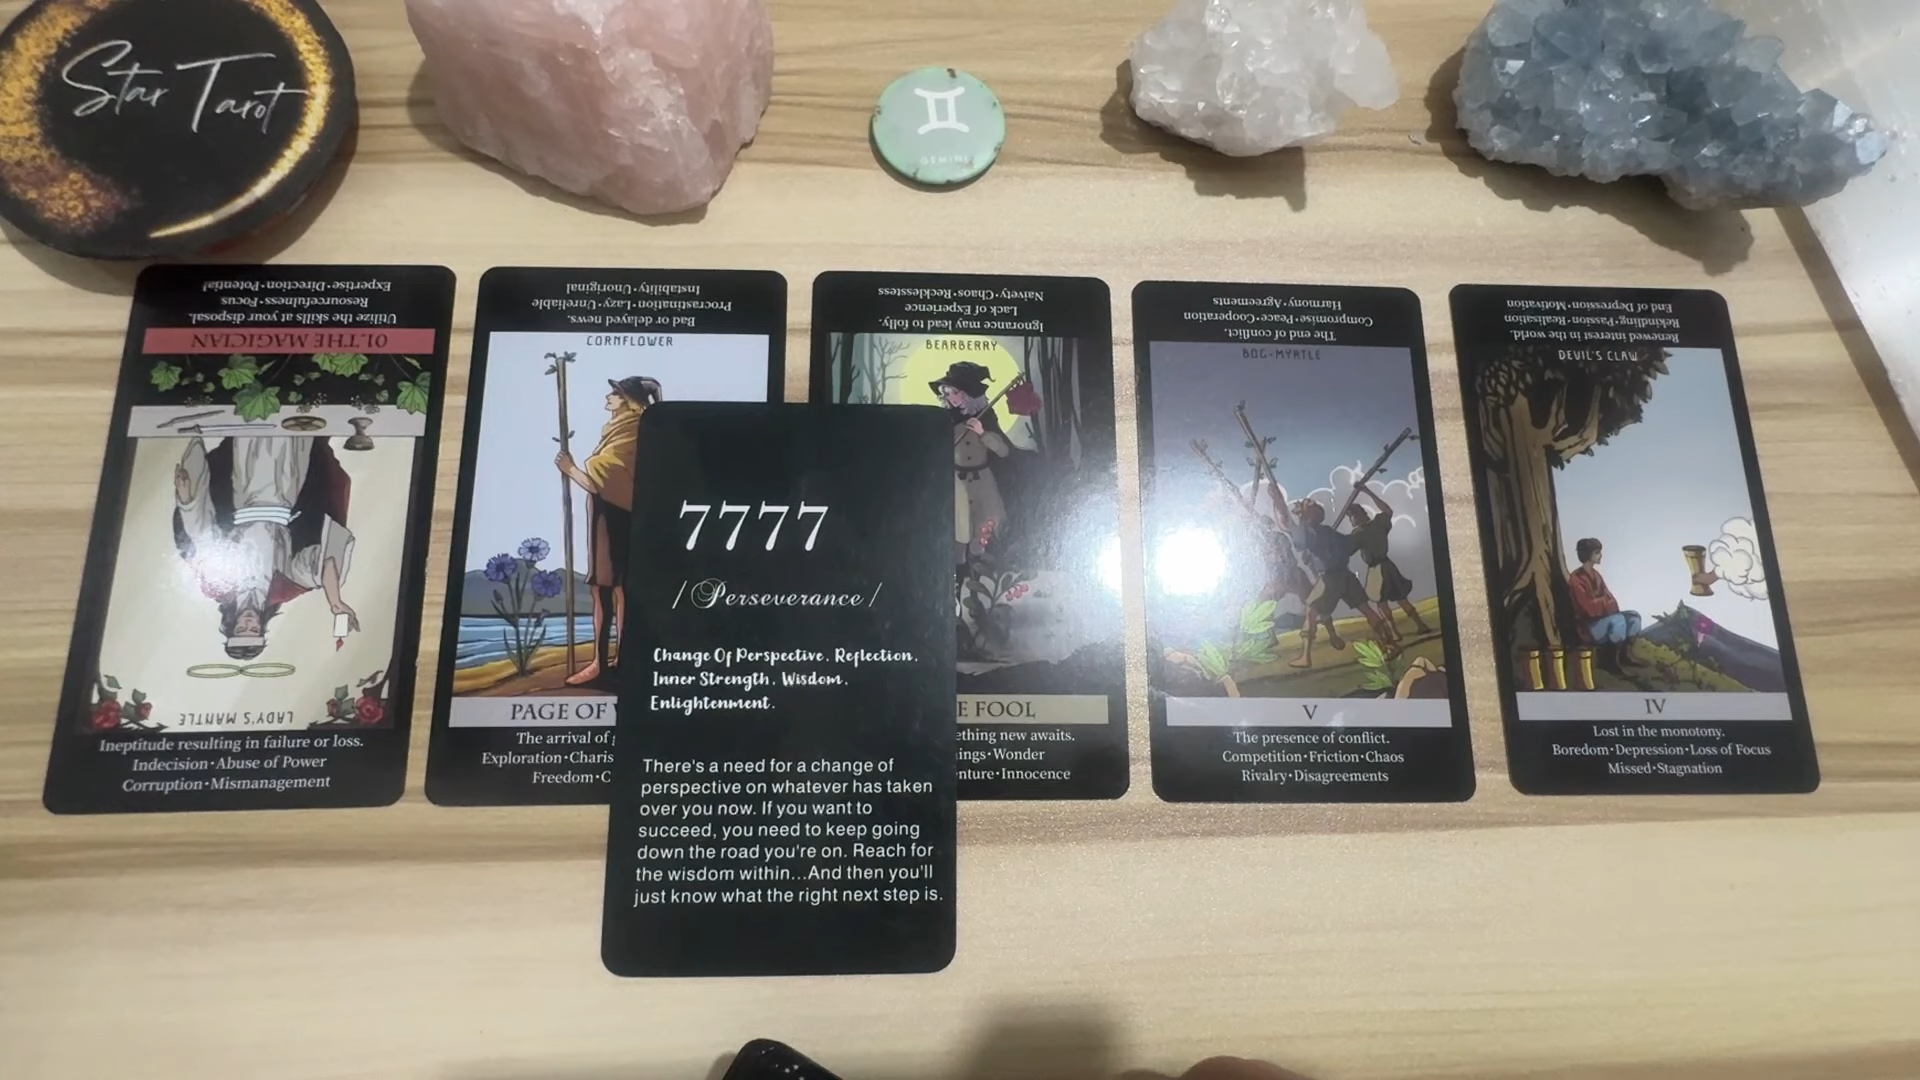 Star Tarot
GEMINI
Utilize the skills at your disposal.
Resourcefulness•Focus
Expertise•Direction•Potential
01.THE MAGICIAN
LADY'S MANTLE
Ineptitude resulting in failure or loss.
Indecision•Abuse of Power
Corruption•Mismanagement
Bad or delayed news.
Procrastination•Lazy•Unreliable
Instability•Unoriginal
CORNFLOWER
PAGE OF
The arrival of
Exploration•Charis
Freedom•C
Ignorance may lead to folly.
Lack of Experience
Naivety•Chaos•Recklesstess
BEARBERRY
E FOOL
ething new awaits.
ings•Wonder
enture•Innocence
7777
/Perseverance/
Change Of Perspective. Reflection.
Inner Strength. Wisdom.
Enlightenment.
There's a need for a change of
perspective on whatever has taken
over you now. If you want to
succeed, you need to keep going
down the road you're on. Reach for
the wisdom within...And then you'll
just know what the right next step is.
The end of conflict.
Compromise•Peace•Cooperation
Harmony•Agreements
BOG-MYRTLE
V
The presence of conflict.
Competition•Friction•Chaos
Rivalry•Disagreements
Renewed interest in the world.
Rekindling•Passion•Realisation
End of Depression•Motivation
DEVIL'S CLAW
IV
Lost in the monotony.
Boredom•Depression•Loss of Focus
Missed•Stagnation